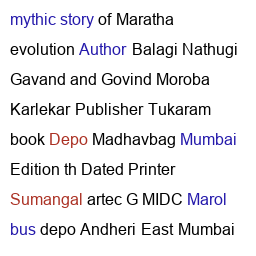 mythic story of Maratha
evolution Author Balagi Nathugi
Gavand and Govind Moroba
Karlekar Publisher Tukaram
book Depo Madhavbag Mumbai
Edition th Dated Printer
Sumangal artec G MIDC Marol
bus depo Andheri East Mumbai